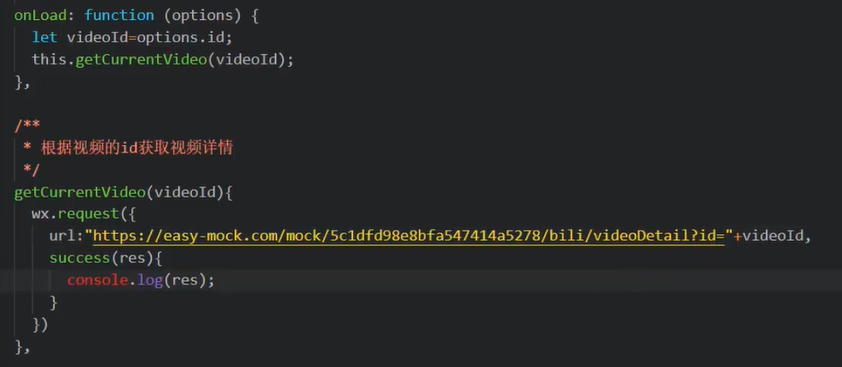 onLoad: function (options) {
let videoId=options.id;
this.getCurrentVideo(videoId);
},
/**
* 根据视频的id获取视频详情
*/
getCurrentVideo(videoId){
wx.request({
url:"https://easy-mock.com/mock/5c1dfd98e8bfa547414a5278/bili/videoDetail?id="+videoId,
success(res){
console.log(res);
}
})
},